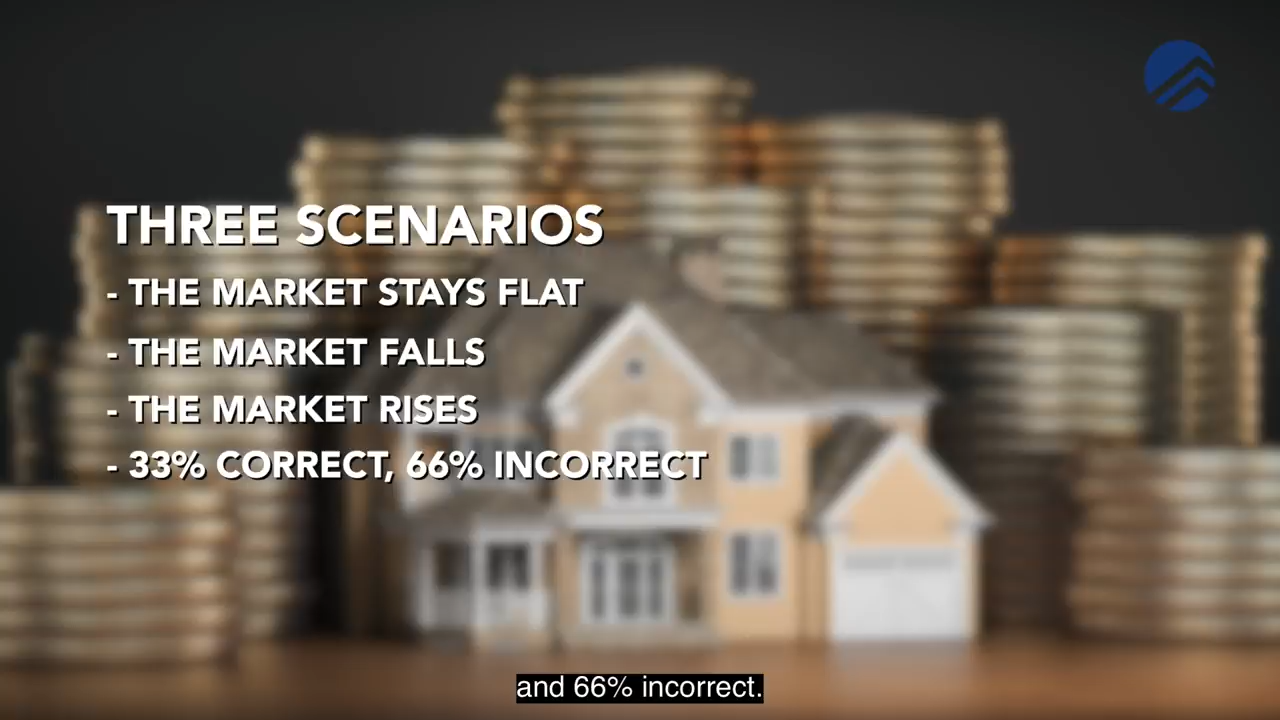 THREE SCENARIOS
- THE MARKET STAYS FLAT
- THE MARKET FALLS
- THE MARKET RISES
- 33% CORRECT, 66% INCORRECT
and 66% incorrect.